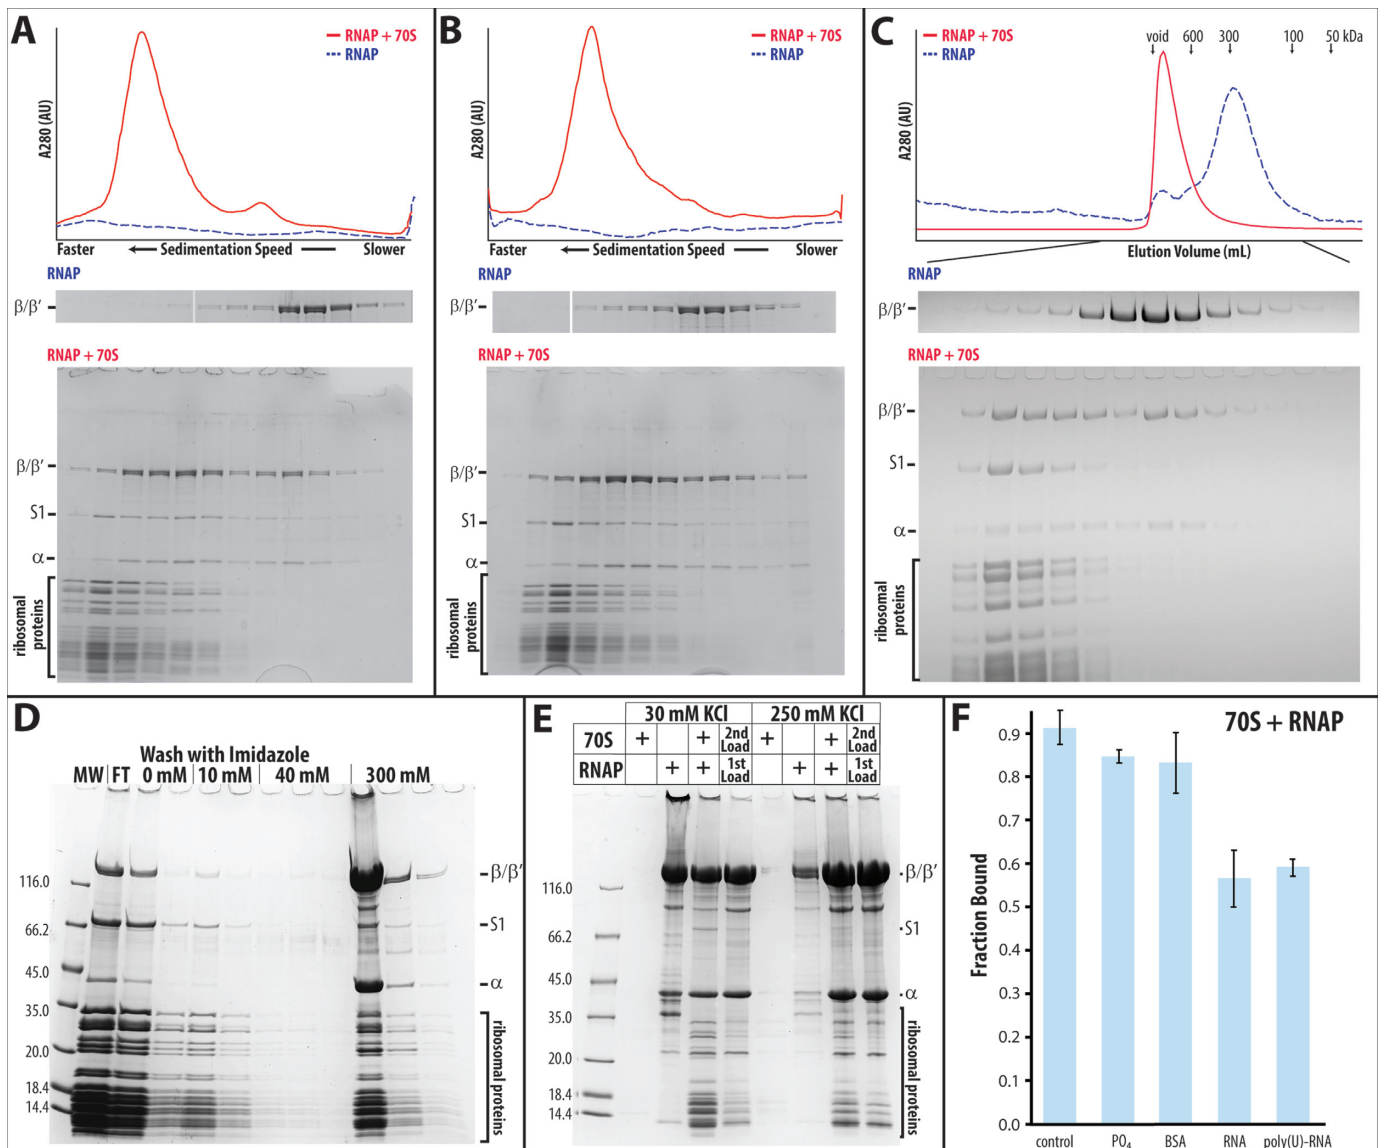 A
RNAP + 70S
RNAP
A280 (AU)
Faster
Sedimentation Speed
Slower
RNAP
β/β′
RNAP + 70S
β/β′
S1
α
ribosomal
proteins
B
RNAP + 70S
RNAP
A280 (AU)
Faster
Sedimentation Speed
Slower
RNAP
β/β′
RNAP + 70S
β/β′
S1
α
ribosomal
proteins
C
RNAP + 70S
RNAP
void 600 300 100 50 kDa
A280 (AU)
Elution Volume (mL)
RNAP
β/β′
RNAP + 70S
β/β′
S1
α
ribosomal
proteins
D
Wash with Imidazole
MW FT 0 mM 10 mM 40 mM 300 mM
116.0
66.2
45.0
35.0
20.0
18.4
14.4
β/β′
S1
α
ribosomal proteins
E
30 mM KCl 250 mM KCl
70S + + 2nd Load + + 2nd Load
RNAP + + 1st Load + + 1st Load
116.0
66.2
45.0
35.0
20.0
18.4
14.4
β/β′
S1
α
ribosomal proteins
F
70S + RNAP
Fraction Bound
0.9
0.8
0.7
0.6
0.5
0.4
0.3
0.2
0.1
0.0
control PO4 BSA RNA poly(U)-RNA